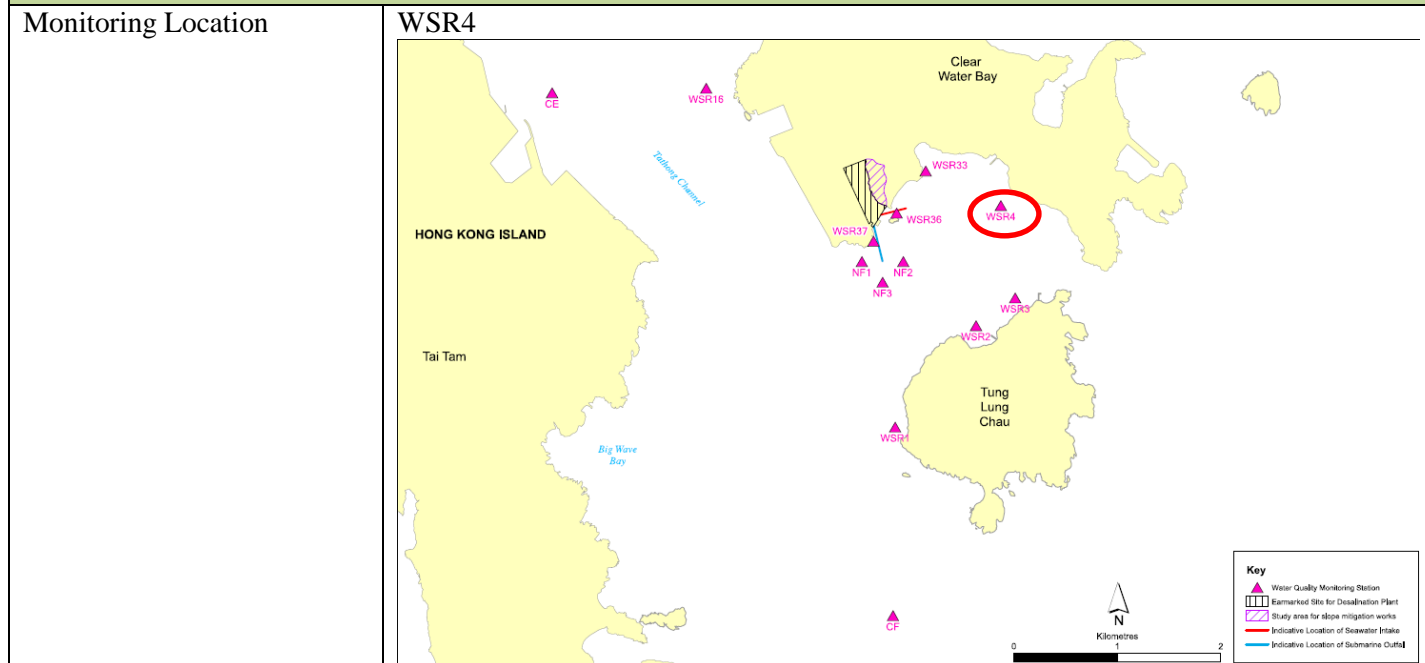 Monitoring Location
WSR4
Clear
Water Bay
CE
WSR16
Tathong Channel
WSR33
WSR36
WSR4
HONG KONG ISLAND
WSR37
NF1
NF2
NF3
WSR3
WSR2
Tai Tam
Tung
Lung
Chau
WSR1
Big Wave
Bay
CF
N
Kilometres
0
1
2
Key
Water Quality Monitoring Station
Earmarked Site for Desalination Plant
Study area for slope mitigation works
Indicative Location of Seawater Intake
Indicative Location of Submarine Outfall